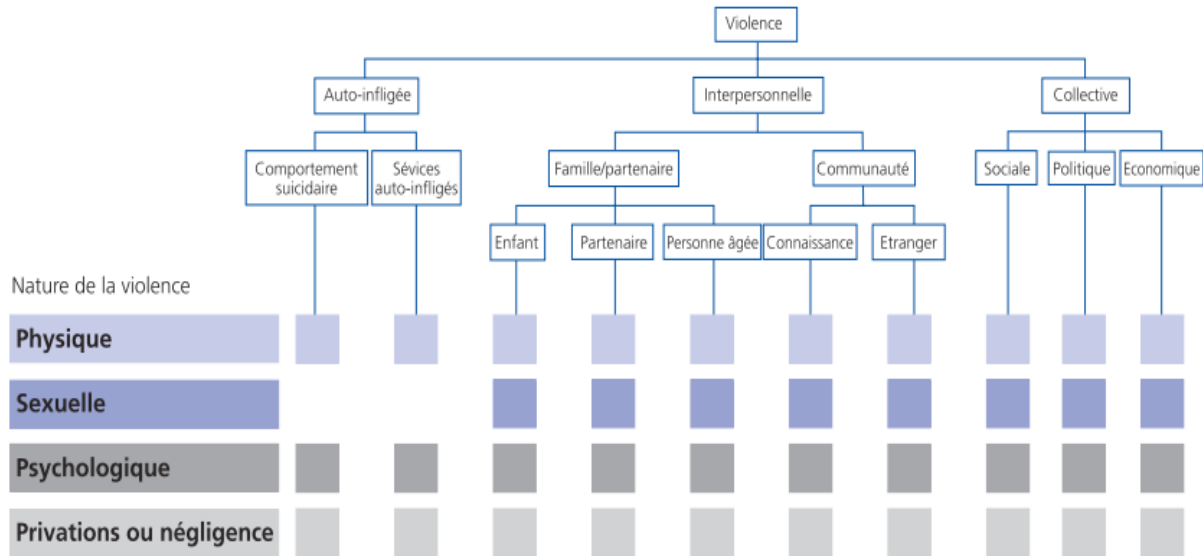 Violence
Auto-infligée
Interpersonnelle
Collective
Comportement
suicidaire
Sévices
auto-infligés
Famille/partenaire
Communauté
Sociale
Politique
Economique
Enfant
Partenaire
Personne âgée
Connaissance
Etranger
Nature de la violence
Physique
Sexuelle
Psychologique
Privations ou négligence